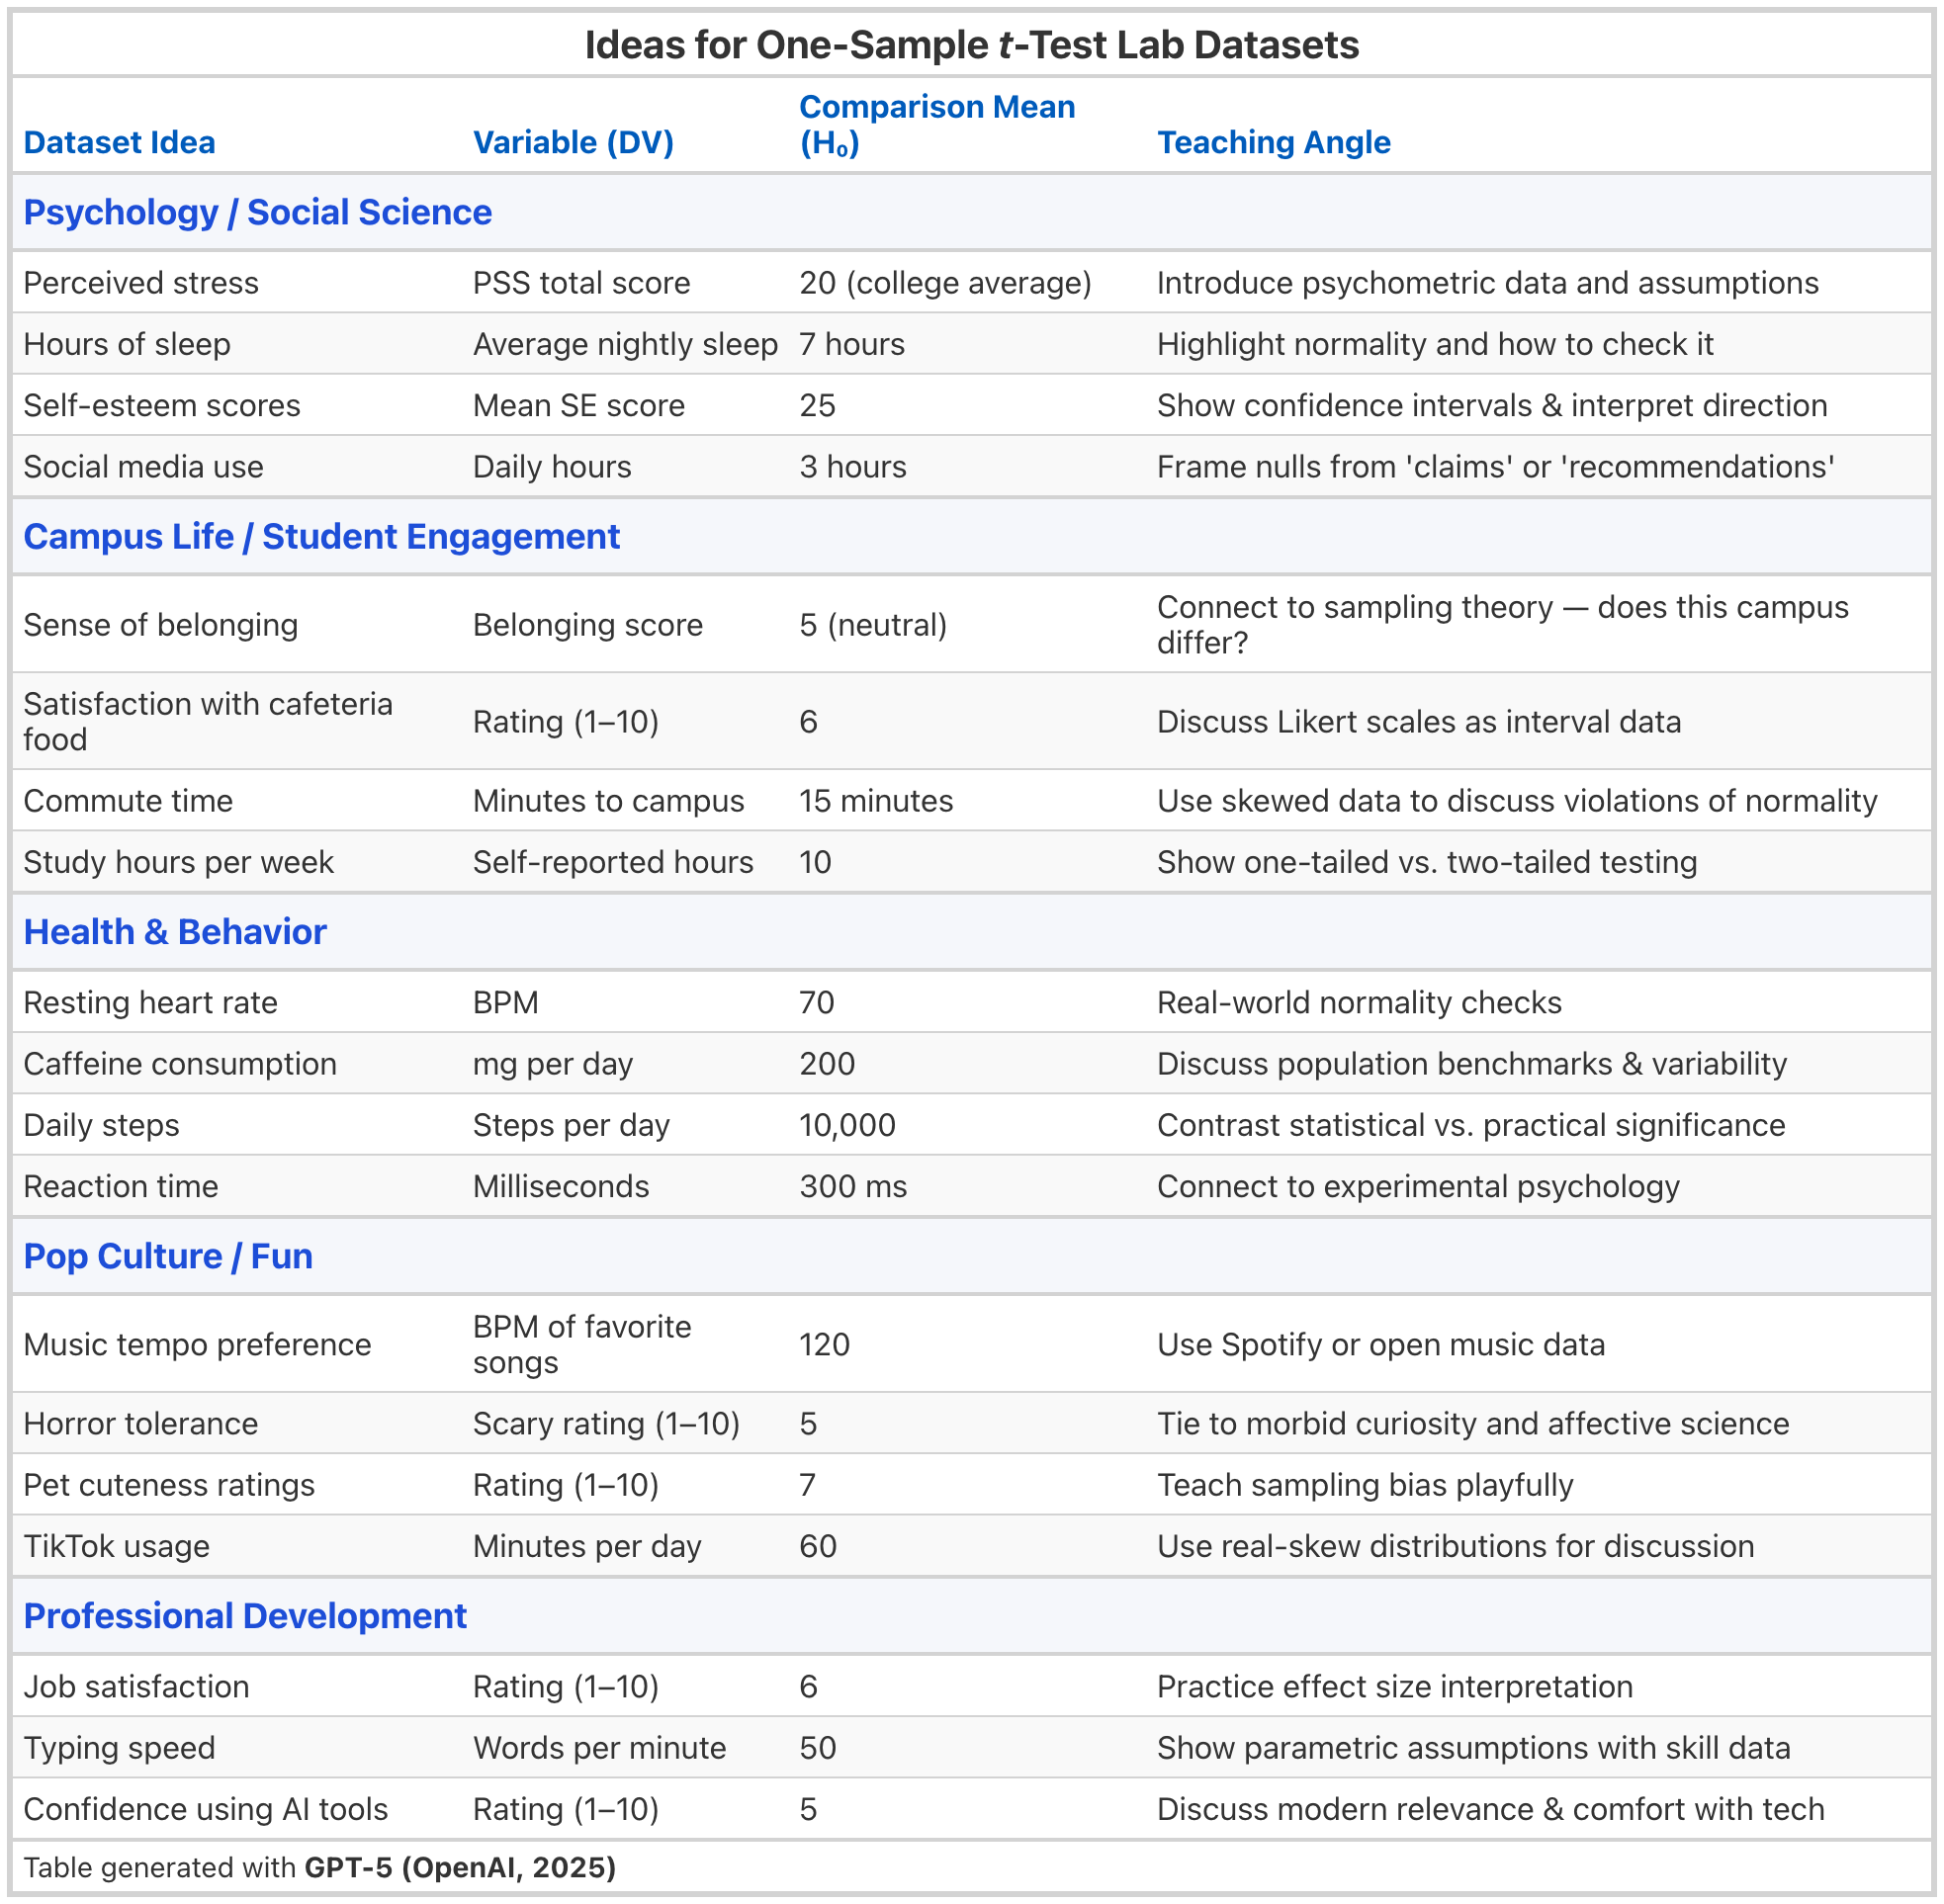 Ideas for One-Sample t-Test Lab Datasets
Dataset Idea Variable (DV) Comparison Mean (H₀) Teaching Angle
Psychology / Social Science
Perceived stress PSS total score 20 (college average) Introduce psychometric data and assumptions
Hours of sleep Average nightly sleep 7 hours Highlight normality and how to check it
Self-esteem scores Mean SE score 25 Show confidence intervals & interpret direction
Social media use Daily hours 3 hours Frame nulls from 'claims' or 'recommendations'
Campus Life / Student Engagement
Sense of belonging Belonging score 5 (neutral) Connect to sampling theory — does this campus differ?
Satisfaction with cafeteria food Rating (1–10) 6 Discuss Likert scales as interval data
Commute time Minutes to campus 15 minutes Use skewed data to discuss violations of normality
Study hours per week Self-reported hours 10 Show one-tailed vs. two-tailed testing
Health & Behavior
Resting heart rate BPM 70 Real-world normality checks
Caffeine consumption mg per day 200 Discuss population benchmarks & variability
Daily steps Steps per day 10,000 Contrast statistical vs. practical significance
Reaction time Milliseconds 300 ms Connect to experimental psychology
Pop Culture / Fun
Music tempo preference BPM of favorite songs 120 Use Spotify or open music data
Horror tolerance Scary rating (1–10) 5 Tie to morbid curiosity and affective science
Pet cuteness ratings Rating (1–10) 7 Teach sampling bias playfully
TikTok usage Minutes per day 60 Use real-skew distributions for discussion
Professional Development
Job satisfaction Rating (1–10) 6 Practice effect size interpretation
Typing speed Words per minute 50 Show parametric assumptions with skill data
Confidence using AI tools Rating (1–10) 5 Discuss modern relevance & comfort with tech
Table generated with GPT-5 (OpenAI, 2025)